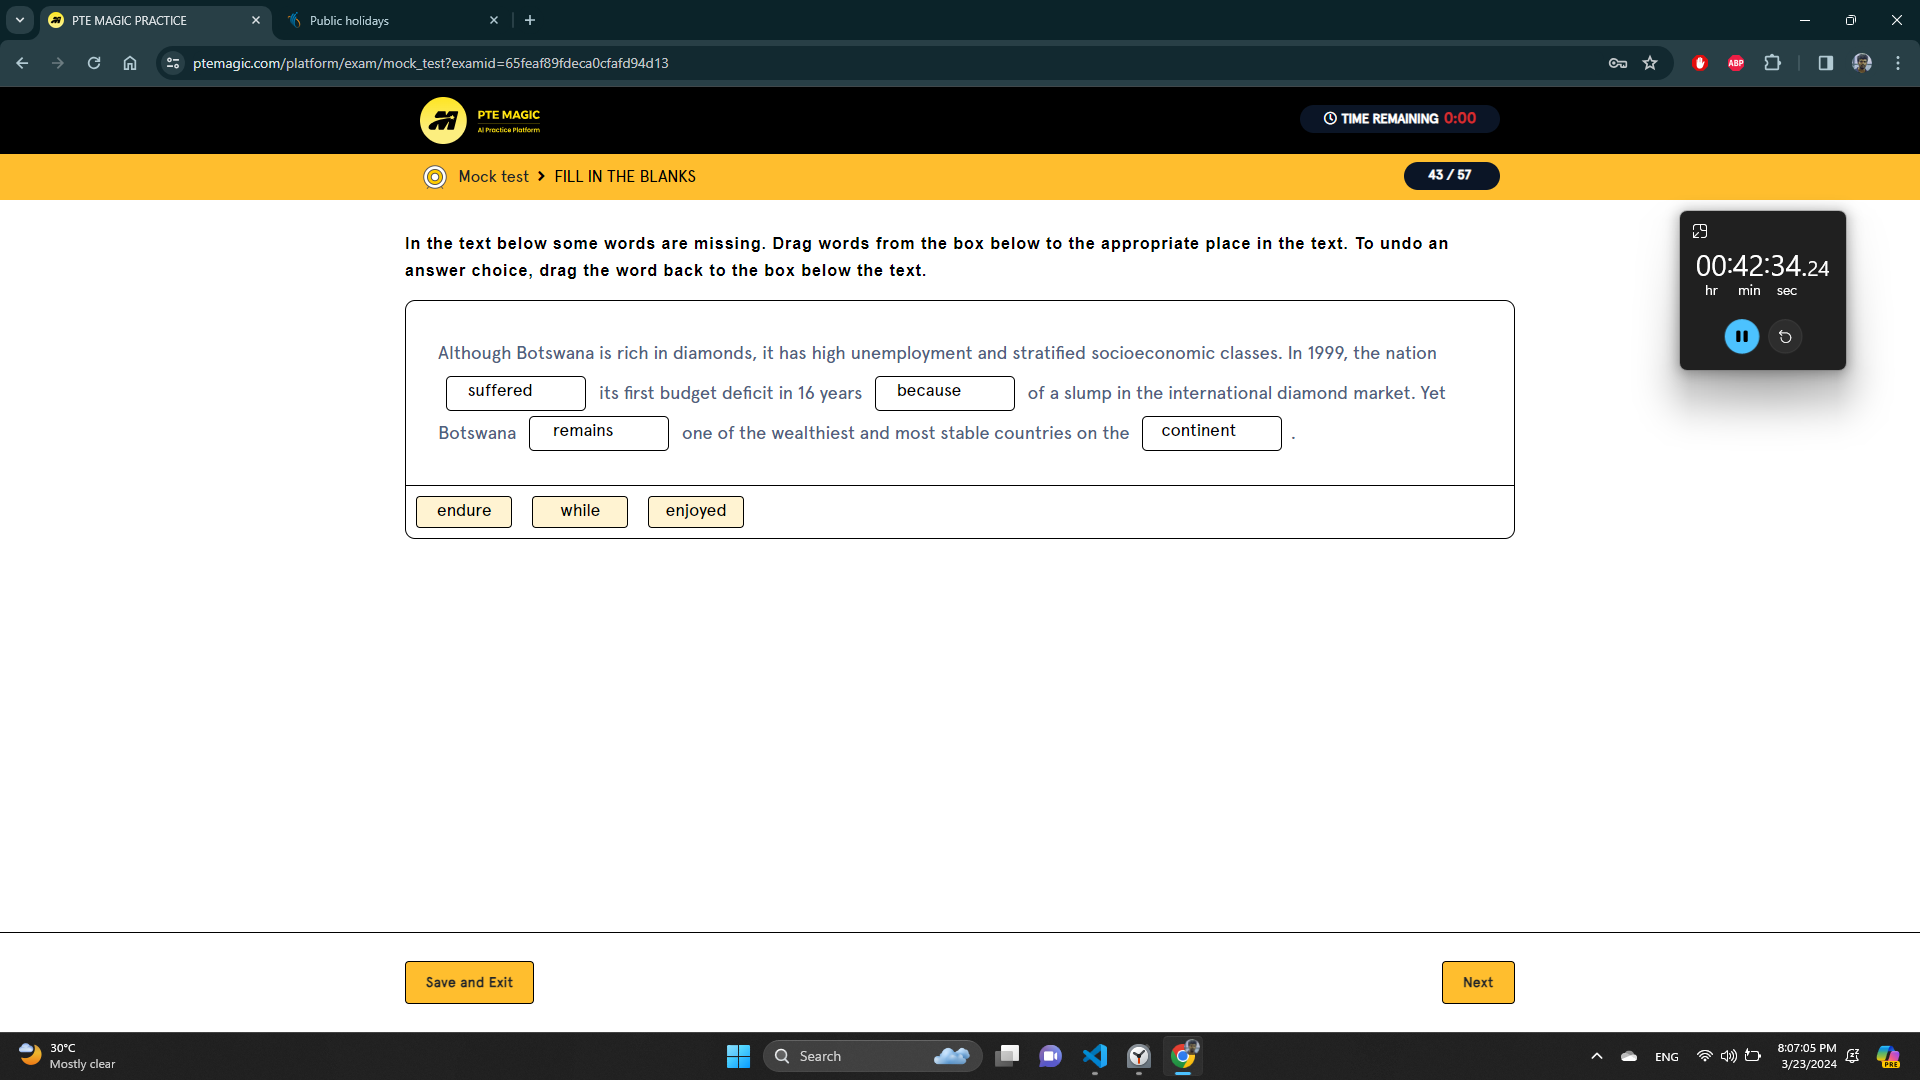 PTE MAGIC PRACTICE
Public holidays
ptemagic.com/platform/exam/mock_test?examid=65feaf89fdeca0cfafd94d13
ABP
PTE MAGIC
AI Practice Platform
TIME REMAINING 0:00
Mock test > FILL IN THE BLANKS
43 / 57
In the text below some words are missing. Drag words from the box below to the appropriate place in the text. To undo an
answer choice, drag the word back to the box below the text.
00:42:34.24
hr min sec
Although Botswana is rich in diamonds, it has high unemployment and stratified socioeconomic classes. In 1999, the nation
suffered its first budget deficit in 16 years because of a slump in the international diamond market. Yet
Botswana remains one of the wealthiest and most stable countries on the continent .
endure while enjoyed
Save and Exit
Next
30°C
Mostly clear
Search
ENG
8:07:05 PM
3/23/2024
PRE